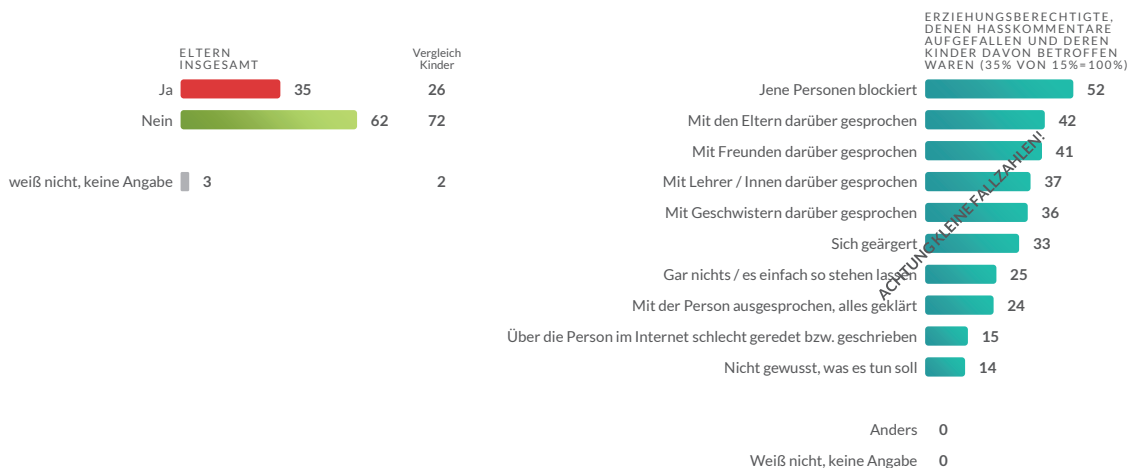 ELTERN
INSGESAMT
Vergleich
Kinder
Ja 35 26
Nein 62 72
weiß nicht, keine Angabe 3 2
ERZIEHUNGSBERECHTIGTE,
DENEN HASSKOMMENTARE
AUFGEFALLEN UND DEREN
KINDER DAVON BETROFFEN
WAREN (35% VON 15%=100%)
Jene Personen blockiert 52
Mit den Eltern darüber gesprochen 42
Mit Freunden darüber gesprochen 41
Mit Lehrer / Innen darüber gesprochen 37
Mit Geschwistern darüber gesprochen 36
Sich geärgert 33
Gar nichts / es einfach so stehen lassen 25
Mit der Person ausgesprochen, alles geklärt 24
Über die Person im Internet schlecht geredet bzw. geschrieben 15
Nicht gewusst, was es tun soll 14
Anders 0
Weiß nicht, keine Angabe 0
ACHTUNG KLEINE FALLZAHLEN!